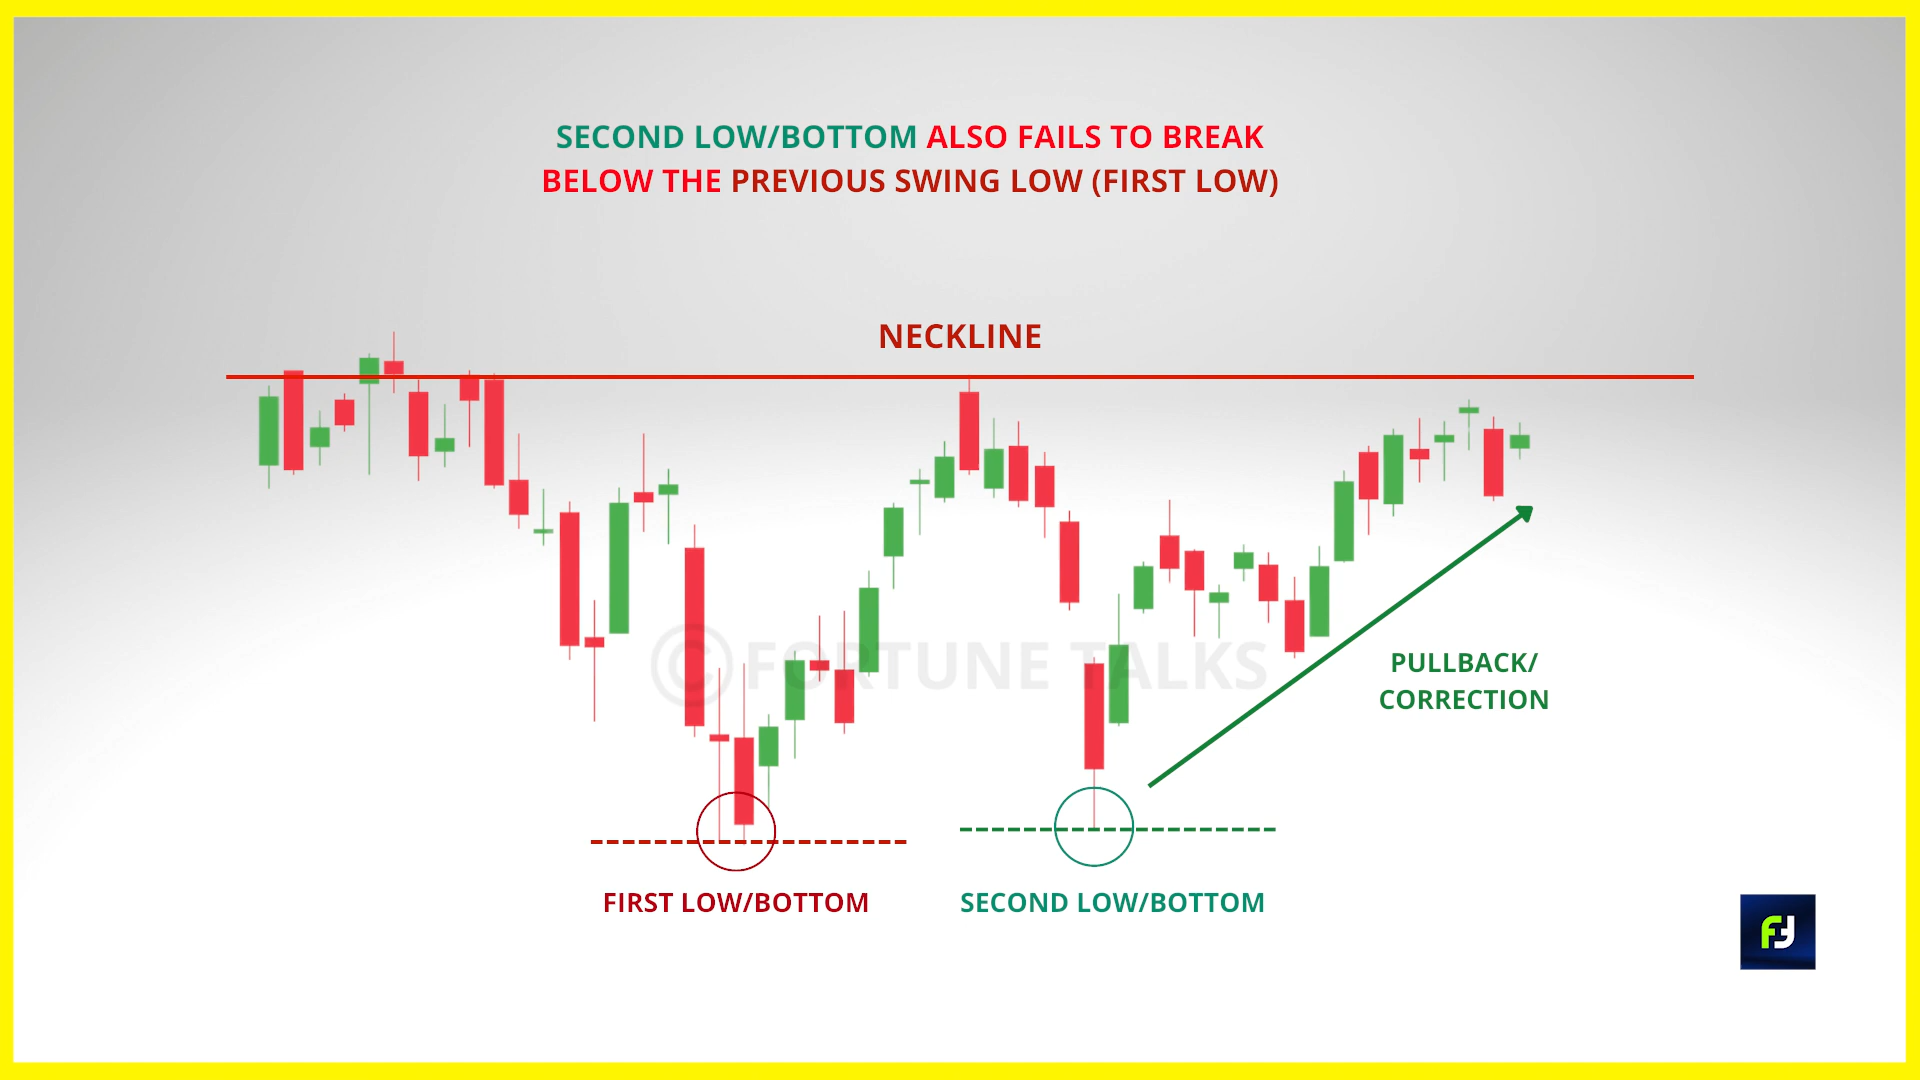 SECOND LOW/BOTTOM ALSO FAILS TO BREAK
BELOW THE PREVIOUS SWING LOW (FIRST LOW)
NECKLINE
©FORTUNE TALKS
PULLBACK/
CORRECTION
FIRST LOW/BOTTOM
SECOND LOW/BOTTOM